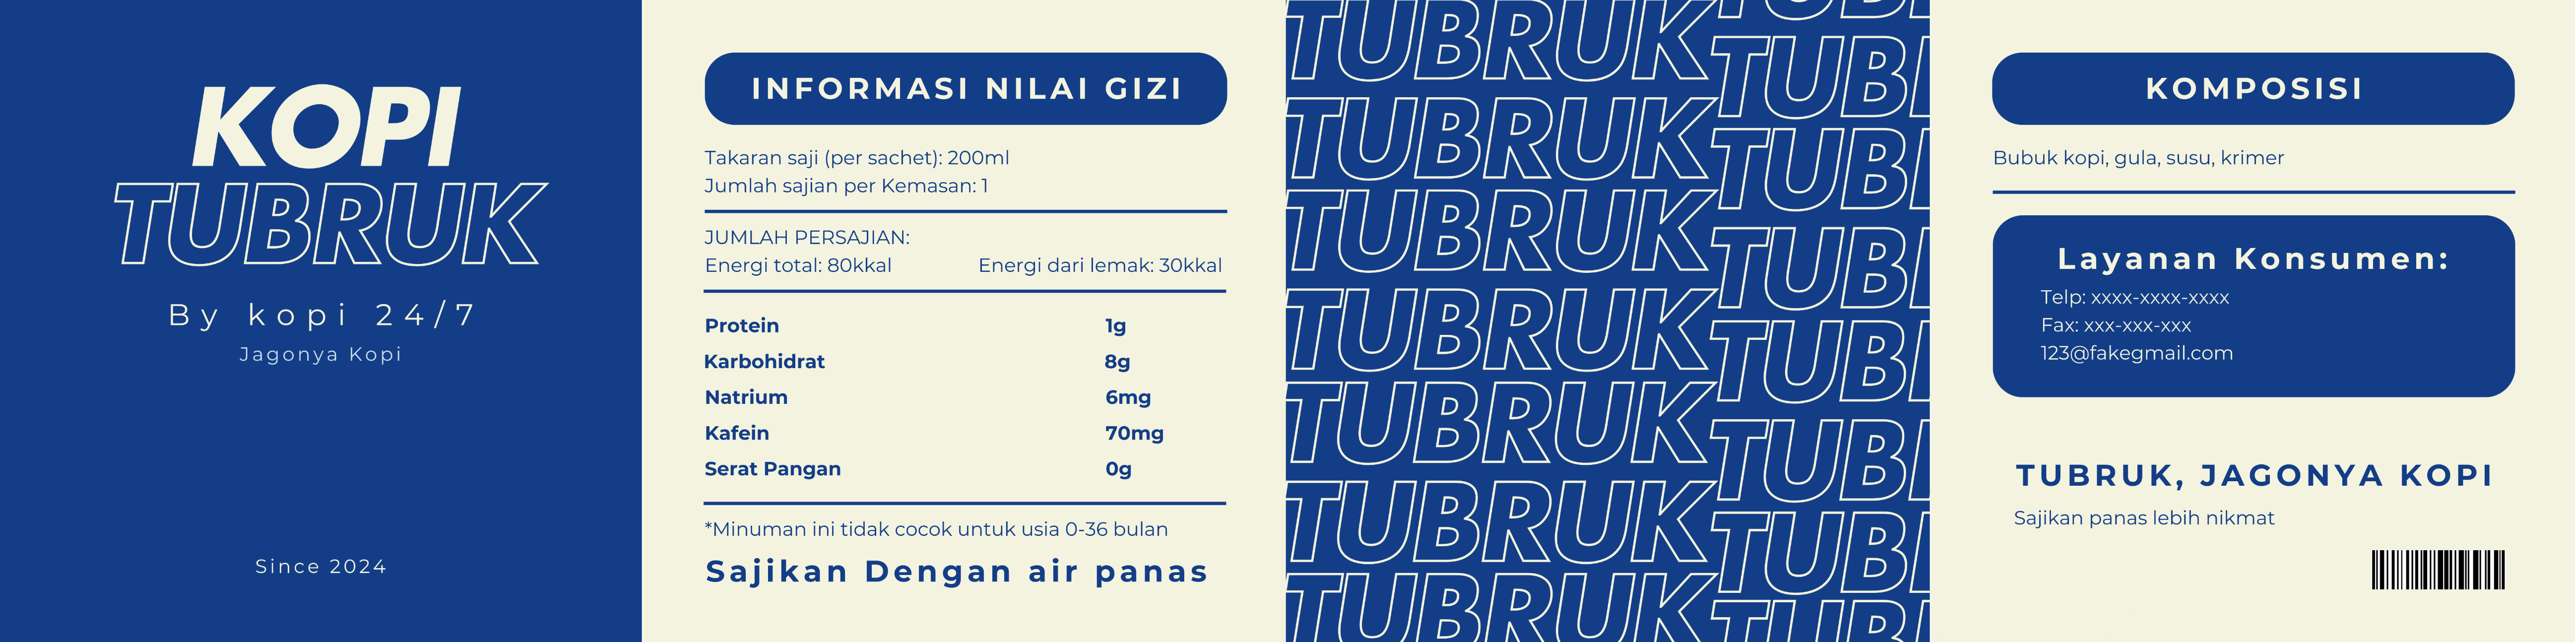 KOPI
TUBRUK
By kopi 24/7
Jagonya Kopi
Since 2024
INFORMASI NILAI GIZI
Takaran saji (per sachet): 200ml
Jumlah sajian per Kemasan: 1
JUMLAH PERSAJIAN:
Energi total: 80kkal Energi dari lemak: 30kkal
Protein 1g
Karbohidrat 8g
Natrium 6mg
Kafein 70mg
Serat Pangan 0g
*Minuman ini tidak cocok untuk usia 0-36 bulan
Sajikan Dengan air panas
TUBRUK
TUBRUK
TUBRUK
TUBRUK
TUBRUK
TUBRUK
TUBRUK
KOMPOSISI
Bubuk kopi, gula, susu, krimer
Layanan Konsumen:
Telp: xxxx-xxxx-xxxx
Fax: xxx-xxx-xxx
123@fakegmail.com
TUBRUK, JAGONYA KOPI
Sajikan panas lebih nikmat